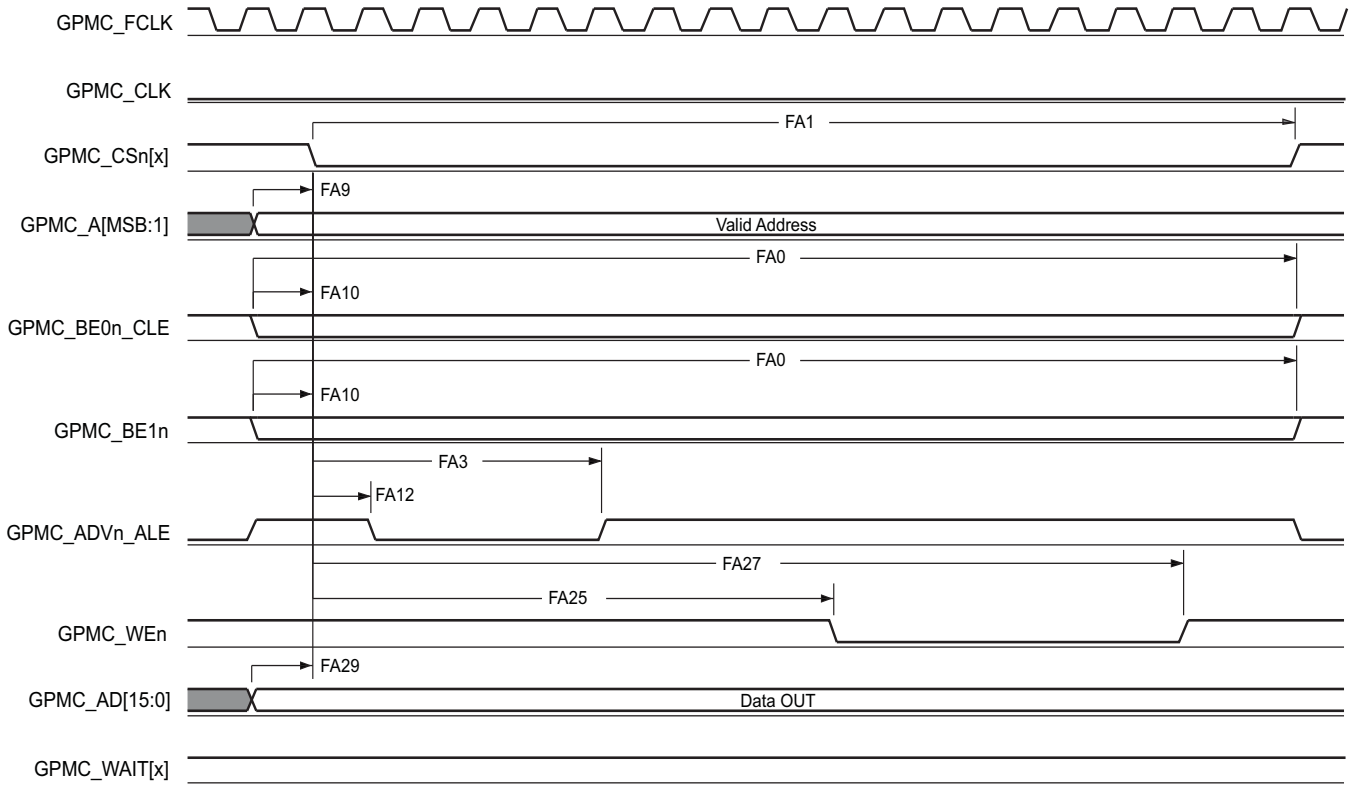 GPMC_FCLK
GPMC_CLK
FA1
GPMC_CSn[x]
FA9
GPMC_A[MSB:1]
Valid Address
FA0
FA10
GPMC_BE0n_CLE
FA0
FA10
GPMC_BE1n
FA3
FA12
GPMC_ADVn_ALE
FA27
FA25
GPMC_WEn
FA29
GPMC_AD[15:0]
Data OUT
GPMC_WAIT[x]